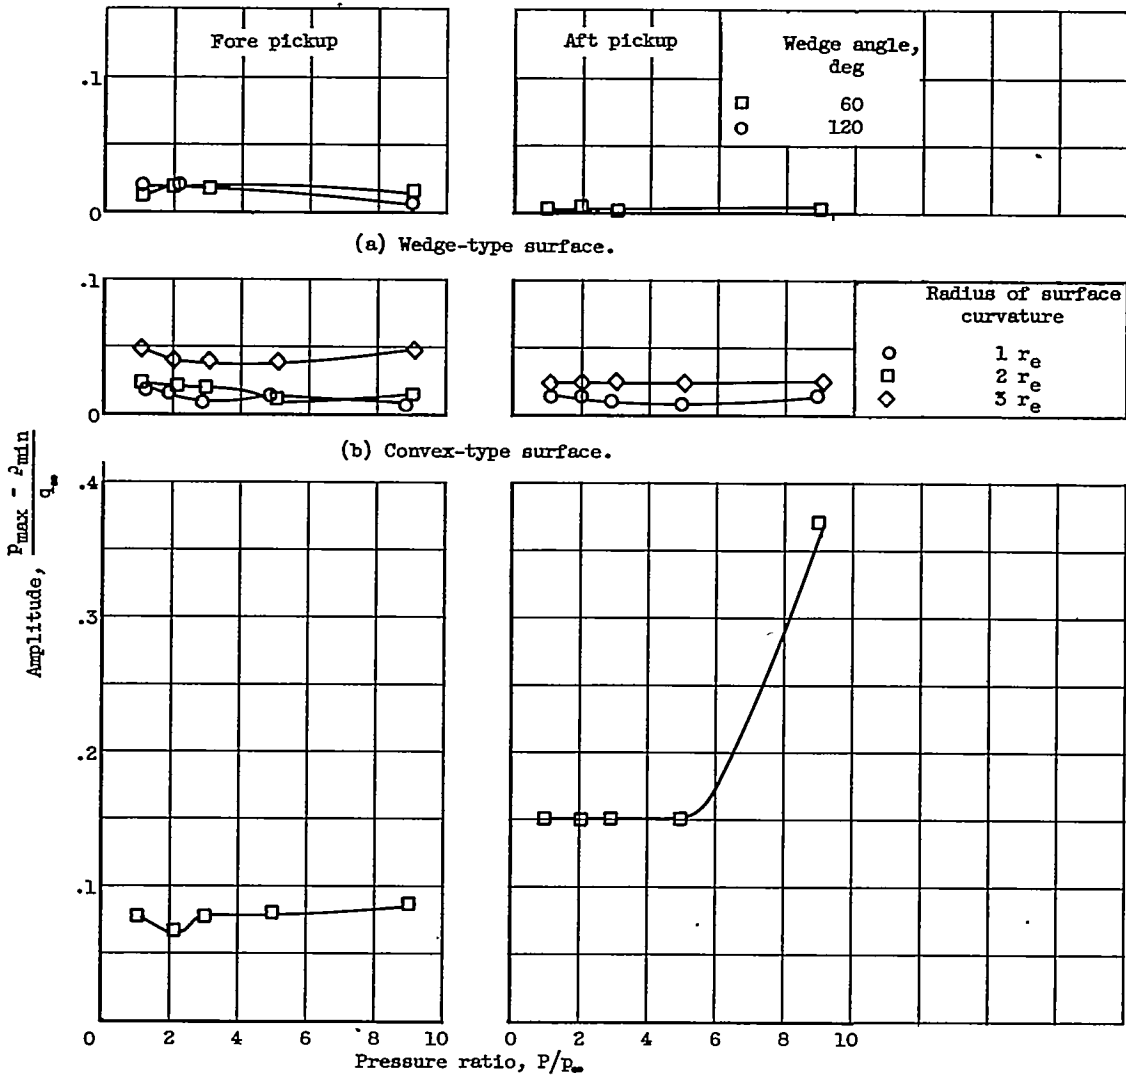 Fore pickup
Aft pickup
Wedge angle,
deg
60
120
.1
0
(a) Wedge-type surface.
.1
0
Radius of surface
curvature
1 r_e
2 r_e
3 r_e
(b) Convex-type surface.
Amplitude, p_max - p_min / q_∞
.4
.3
.2
.1
0 2 4 6 8 10
0 2 4 6 8 10
Pressure ratio, P/p_∞